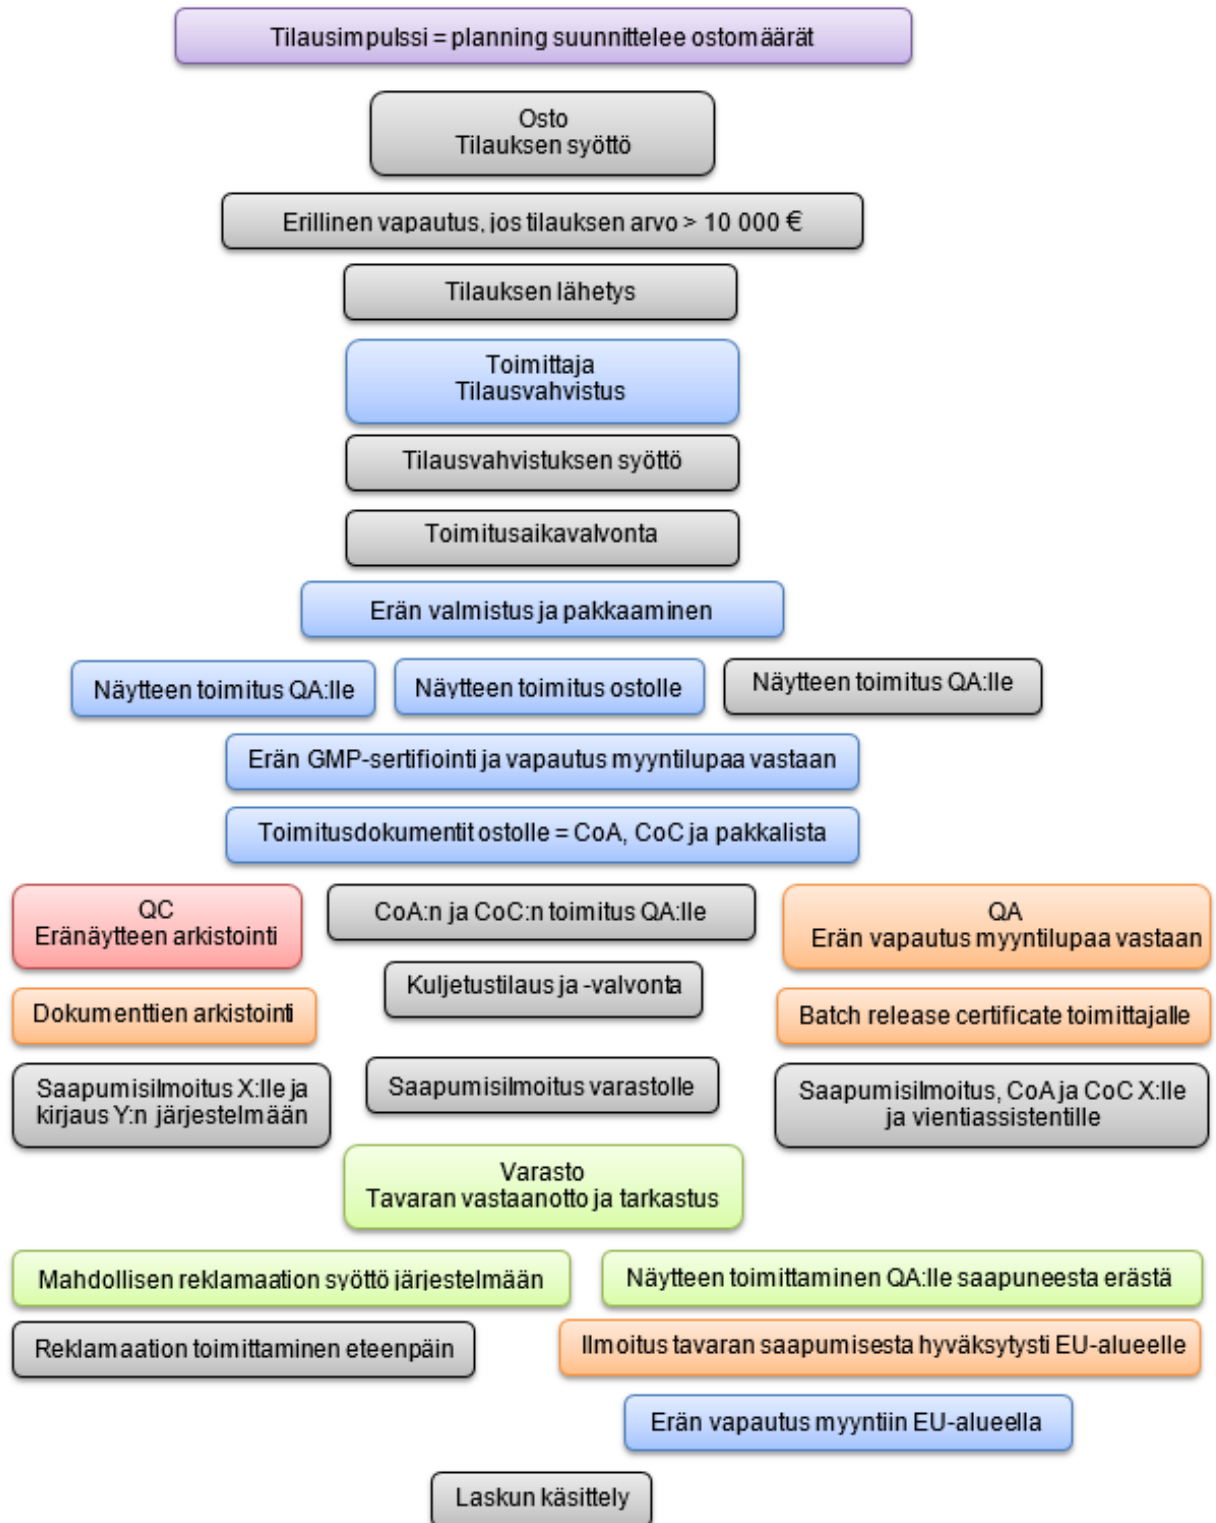 Tilausimpulssi = planning suunnittelee ostomäärät
Osto
Tilauksen syöttö
Erillinen vapautus, jos tilauksen arvo > 10 000 €
Tilauksen lähetys
Toimittaja
Tilausvahvistus
Tilausvahvistuksen syöttö
Toimitusaikavalvonta
Erän valmistus ja pakkaaminen
Näytteen toimitus QA:lle
Näytteen toimitus ostolle
Näytteen toimitus QA:lle
Erän GMP-sertifiointi ja vapautus myyntilupaa vastaan
Toimitusdokumentit ostolle = CoA, CoC ja pakkalista
QC
Eränäytteen arkistointi
CoA:n ja CoC:n toimitus QA:lle
QA
Erän vapautus myyntilupaa vastaan
Kuljetustilaus ja -valvonta
Dokumenttien arkistointi
Batch release certificate toimittajalle
Saapumisilmoitus X:lle ja
kirjaus Y:n järjestelmään
Saapumisilmoitus varastolle
Saapumisilmoitus, CoA ja CoC X:lle
ja vientiassistentille
Varasto
Tavaran vastaanotto ja tarkastus
Mahdollisen reklamaation syöttö järjestelmään
Näytteen toimittaminen QA:lle saapuneesta erästä
Reklamaation toimittaminen eteenpäin
Ilmoitus tavaran saapumisesta hyväksytysti EU-alueelle
Erän vapautus myyntiin EU-alueella
Laskun käsittely